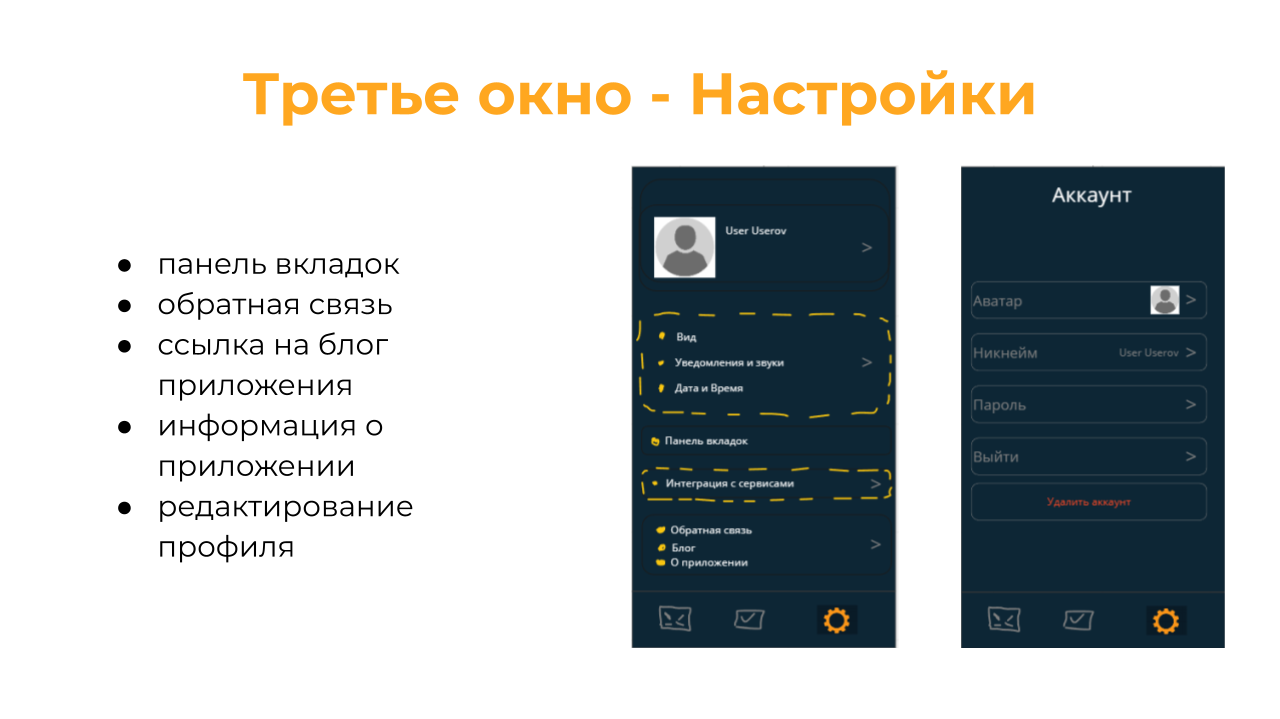 Третье окно - Настройки
● панель вкладок
● обратная связь
● ссылка на блог
приложения
● информация о
приложении
● редактирование
профиля
User Userov
>
Вид
Уведомления и звуки >
Дата и Время
Панель вкладок
Интеграция с сервисами >
Обратная связь
Блог >
О приложении
Аккаунт
Аватар >
Никнейм User Userov >
Пароль >
Выйти >
Удалить аккаунт